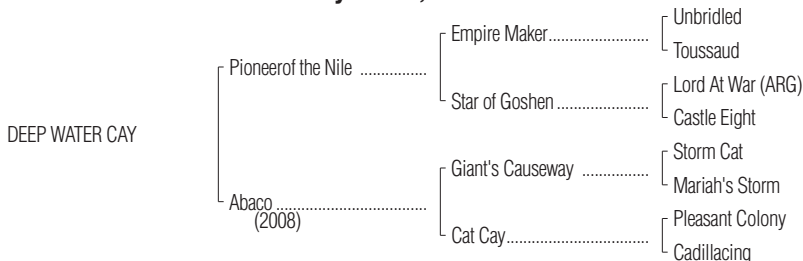 Unbridled
Empire Maker......................
Toussaud
Pioneerof the Nile ................
Lord At War (ARG)
Star of Goshen....................
Castle Eight
DEEP WATER CAY
Storm Cat
Giant's Causeway ................
Mariah's Storm
Abaco ....................................
(2008)
Pleasant Colony
Cat Cay..................................
Cadillacing